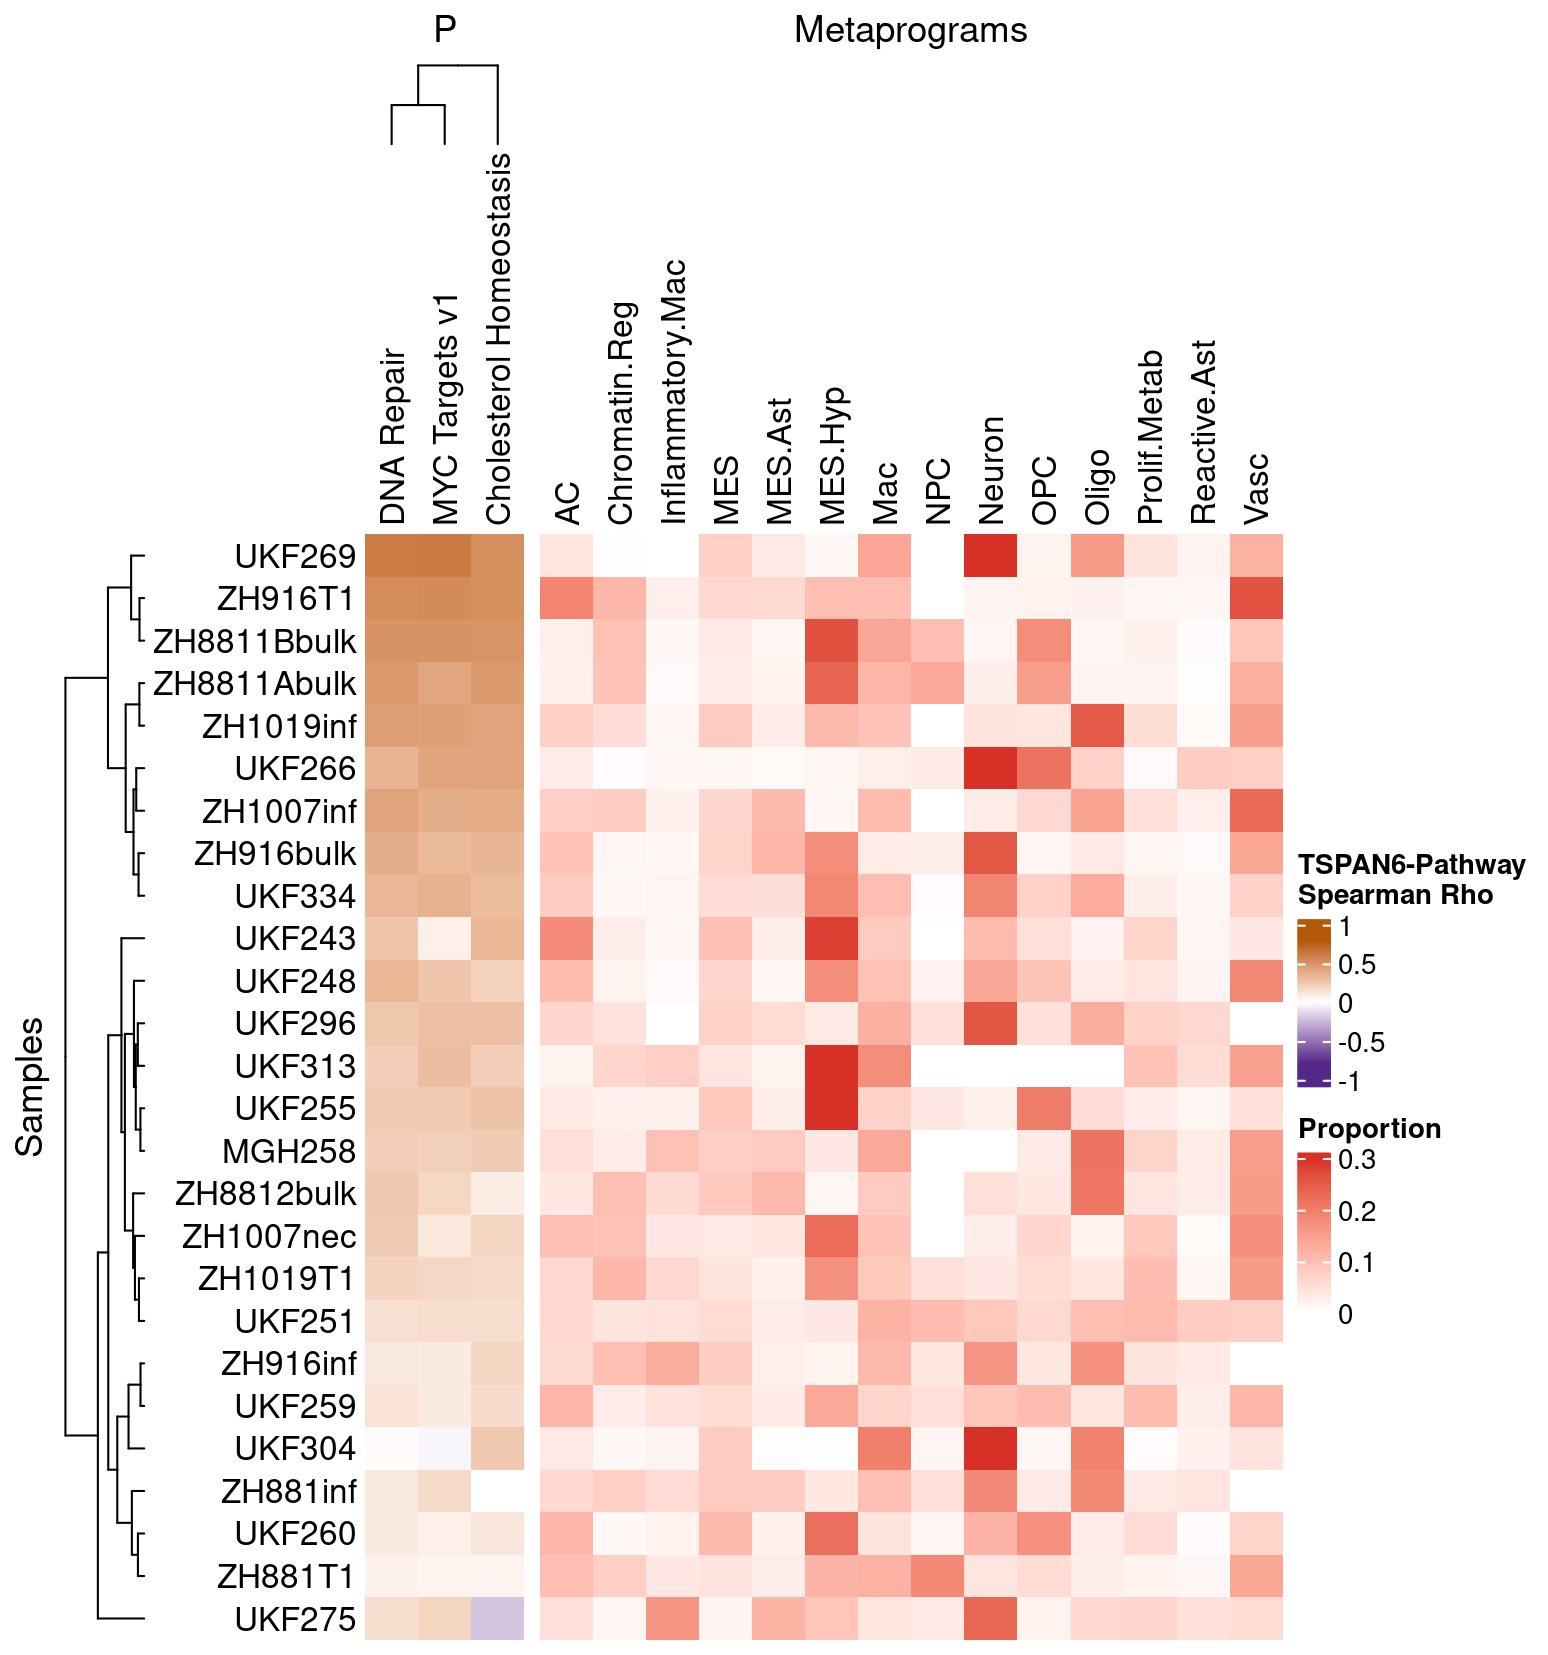 P
Metaprograms
DNA Repair
MYC Targets v1
Cholesterol Homeostasis
AC
Chromatin.Reg
Inflammatory.Mac
MES
MES.Ast
MES.Hyp
Mac
NPC
Neuron
OPC
Oligo
Prolif.Metab
Reactive.Ast
Vasc
Samples
UKF269
ZH916T1
ZH8811Bbulk
ZH8811Abulk
ZH1019inf
UKF266
ZH1007inf
ZH916bulk
UKF334
UKF243
UKF248
UKF296
UKF313
UKF255
MGH258
ZH8812bulk
ZH1007nec
ZH1019T1
UKF251
ZH916inf
UKF259
UKF304
ZH881inf
UKF260
ZH881T1
UKF275
TSPAN6-Pathway
Spearman Rho
1
0.5
0
-0.5
-1
Proportion
0.3
0.2
0.1
0